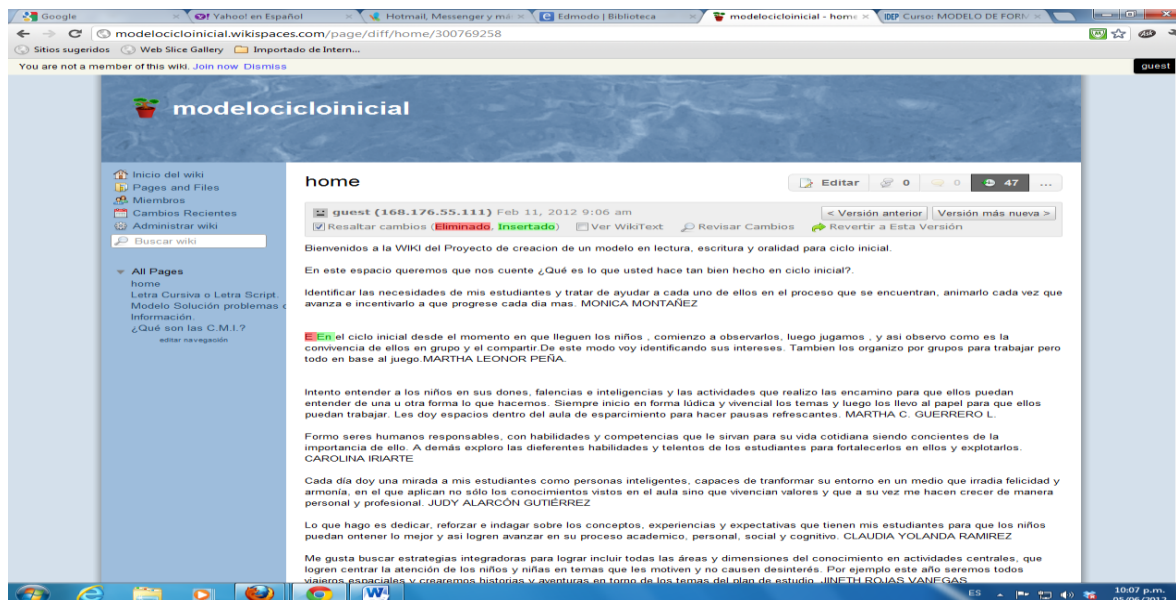 Google
Yahoo! en Español
Hotmail, Messenger y má
Edmodo | Biblioteca
modelocicloinicial - home
IDEP Curso: MODELO DE FORM
modelocicloinicial.wikispaces.com/page/diff/home/300769258
Sitios sugeridos Web Slice Gallery Importado de Intern...
You are not a member of this wiki. Join now Dismiss
guest
modelocicloinicial
Inicio del wiki
Pages and Files
Miembros
Cambios Recientes
Administrar wiki
Buscar wiki
All Pages
home
Letra Cursiva o Letra Script.
Modelo Solución problemas
Información.
¿Qué son las C.M.I.?
editar navegación
home
Editar 0 0 47 ...
guest (168.176.55.111) Feb 11, 2012 9:06 am
< Versión anterior Versión más nueva >
Resaltar cambios (Eliminado, Insertado) Ver WikiText Revisar Cambios Revertir a Esta Versión
Bienvenidos a la WIKI del Proyecto de creacion de un modelo en lectura, escritura y oralidad para ciclo inicial.
En este espacio queremos que nos cuente ¿Qué es lo que usted hace tan bien hecho en ciclo inicial?.
Identificar las necesidades de mis estudiantes y tratar de ayudar a cada uno de ellos en el proceso que se encuentran, animarlo cada vez que
avanza e incentivarlo a que progrese cada dia mas. MONICA MONTAÑEZ
E En el ciclo inicial desde el momento en que lleguen los niños , comienzo a observarlos, luego jugamos , y asi observo como es la
convivencia de ellos en grupo y el compartir.De este modo voy identificando sus intereses. Tambien los organizo por grupos para trabajar pero
todo en base al juego.MARTHA LEONOR PEÑA.
Intento entender a los niños en sus dones, falencias e inteligencias y las actividades que realizo las encamino para que ellos puedan
entender de una u otra forma lo que hacemos. Siempre inicio en forma lúdica y vivencial los temas y luego los llevo al papel para que ellos
puedan trabajar. Les doy espacios dentro del aula de esparcimiento para hacer pausas refrescantes. MARTHA C. GUERRERO L.
Formo seres humanos responsables, con habilidades y competencias que le sirvan para su vida cotidiana siendo concientes de la
importancia de ello. A demás exploro las dieferentes habilidades y telentos de los estudiantes para fortalecerlos en ellos y explotarlos.
CAROLINA IRIARTE
Cada día doy una mirada a mis estudiantes como personas inteligentes, capaces de tranformar su entorno en un medio que irradia felicidad y
armonía, en el que aplican no sólo los conocimientos vistos en el aula sino que vivencian valores y que a su vez me hacen crecer de manera
personal y profesional. JUDY ALARCÓN GUTIÉRREZ
Lo que hago es dedicar, reforzar e indagar sobre los conceptos, experiencias y expectativas que tienen mis estudiantes para que los niños
puedan ontener lo mejor y asi logren avanzar en su proceso academico, personal, social y cognitivo. CLAUDIA YOLANDA RAMIREZ
Me gusta buscar estrategias integradoras para lograr incluir todas las áreas y dimensiones del conocimiento en actividades centrales, que
logren centrar la atención de los niños y niñas en temas que les motiven y no causen desinterés. Por ejemplo este año seremos todos
viajeros espaciales y crearemos historias y aventuras en torno de los temas del plan de estudio. JINETH ROJAS VANEGAS
ES
10:07 p.m.
05/06/2012